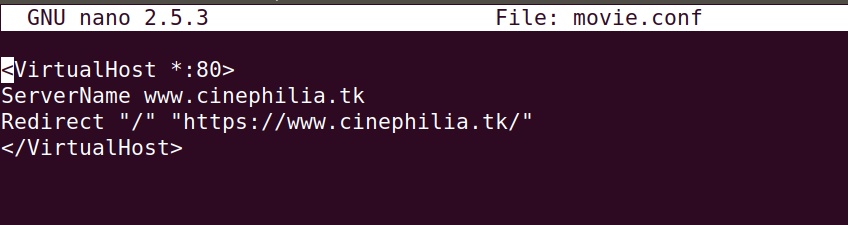 GNU nano 2.5.3 File: movie.conf
<VirtualHost *:80>
ServerName www.cinephilia.tk
Redirect "/" "https://www.cinephilia.tk/"
</VirtualHost>